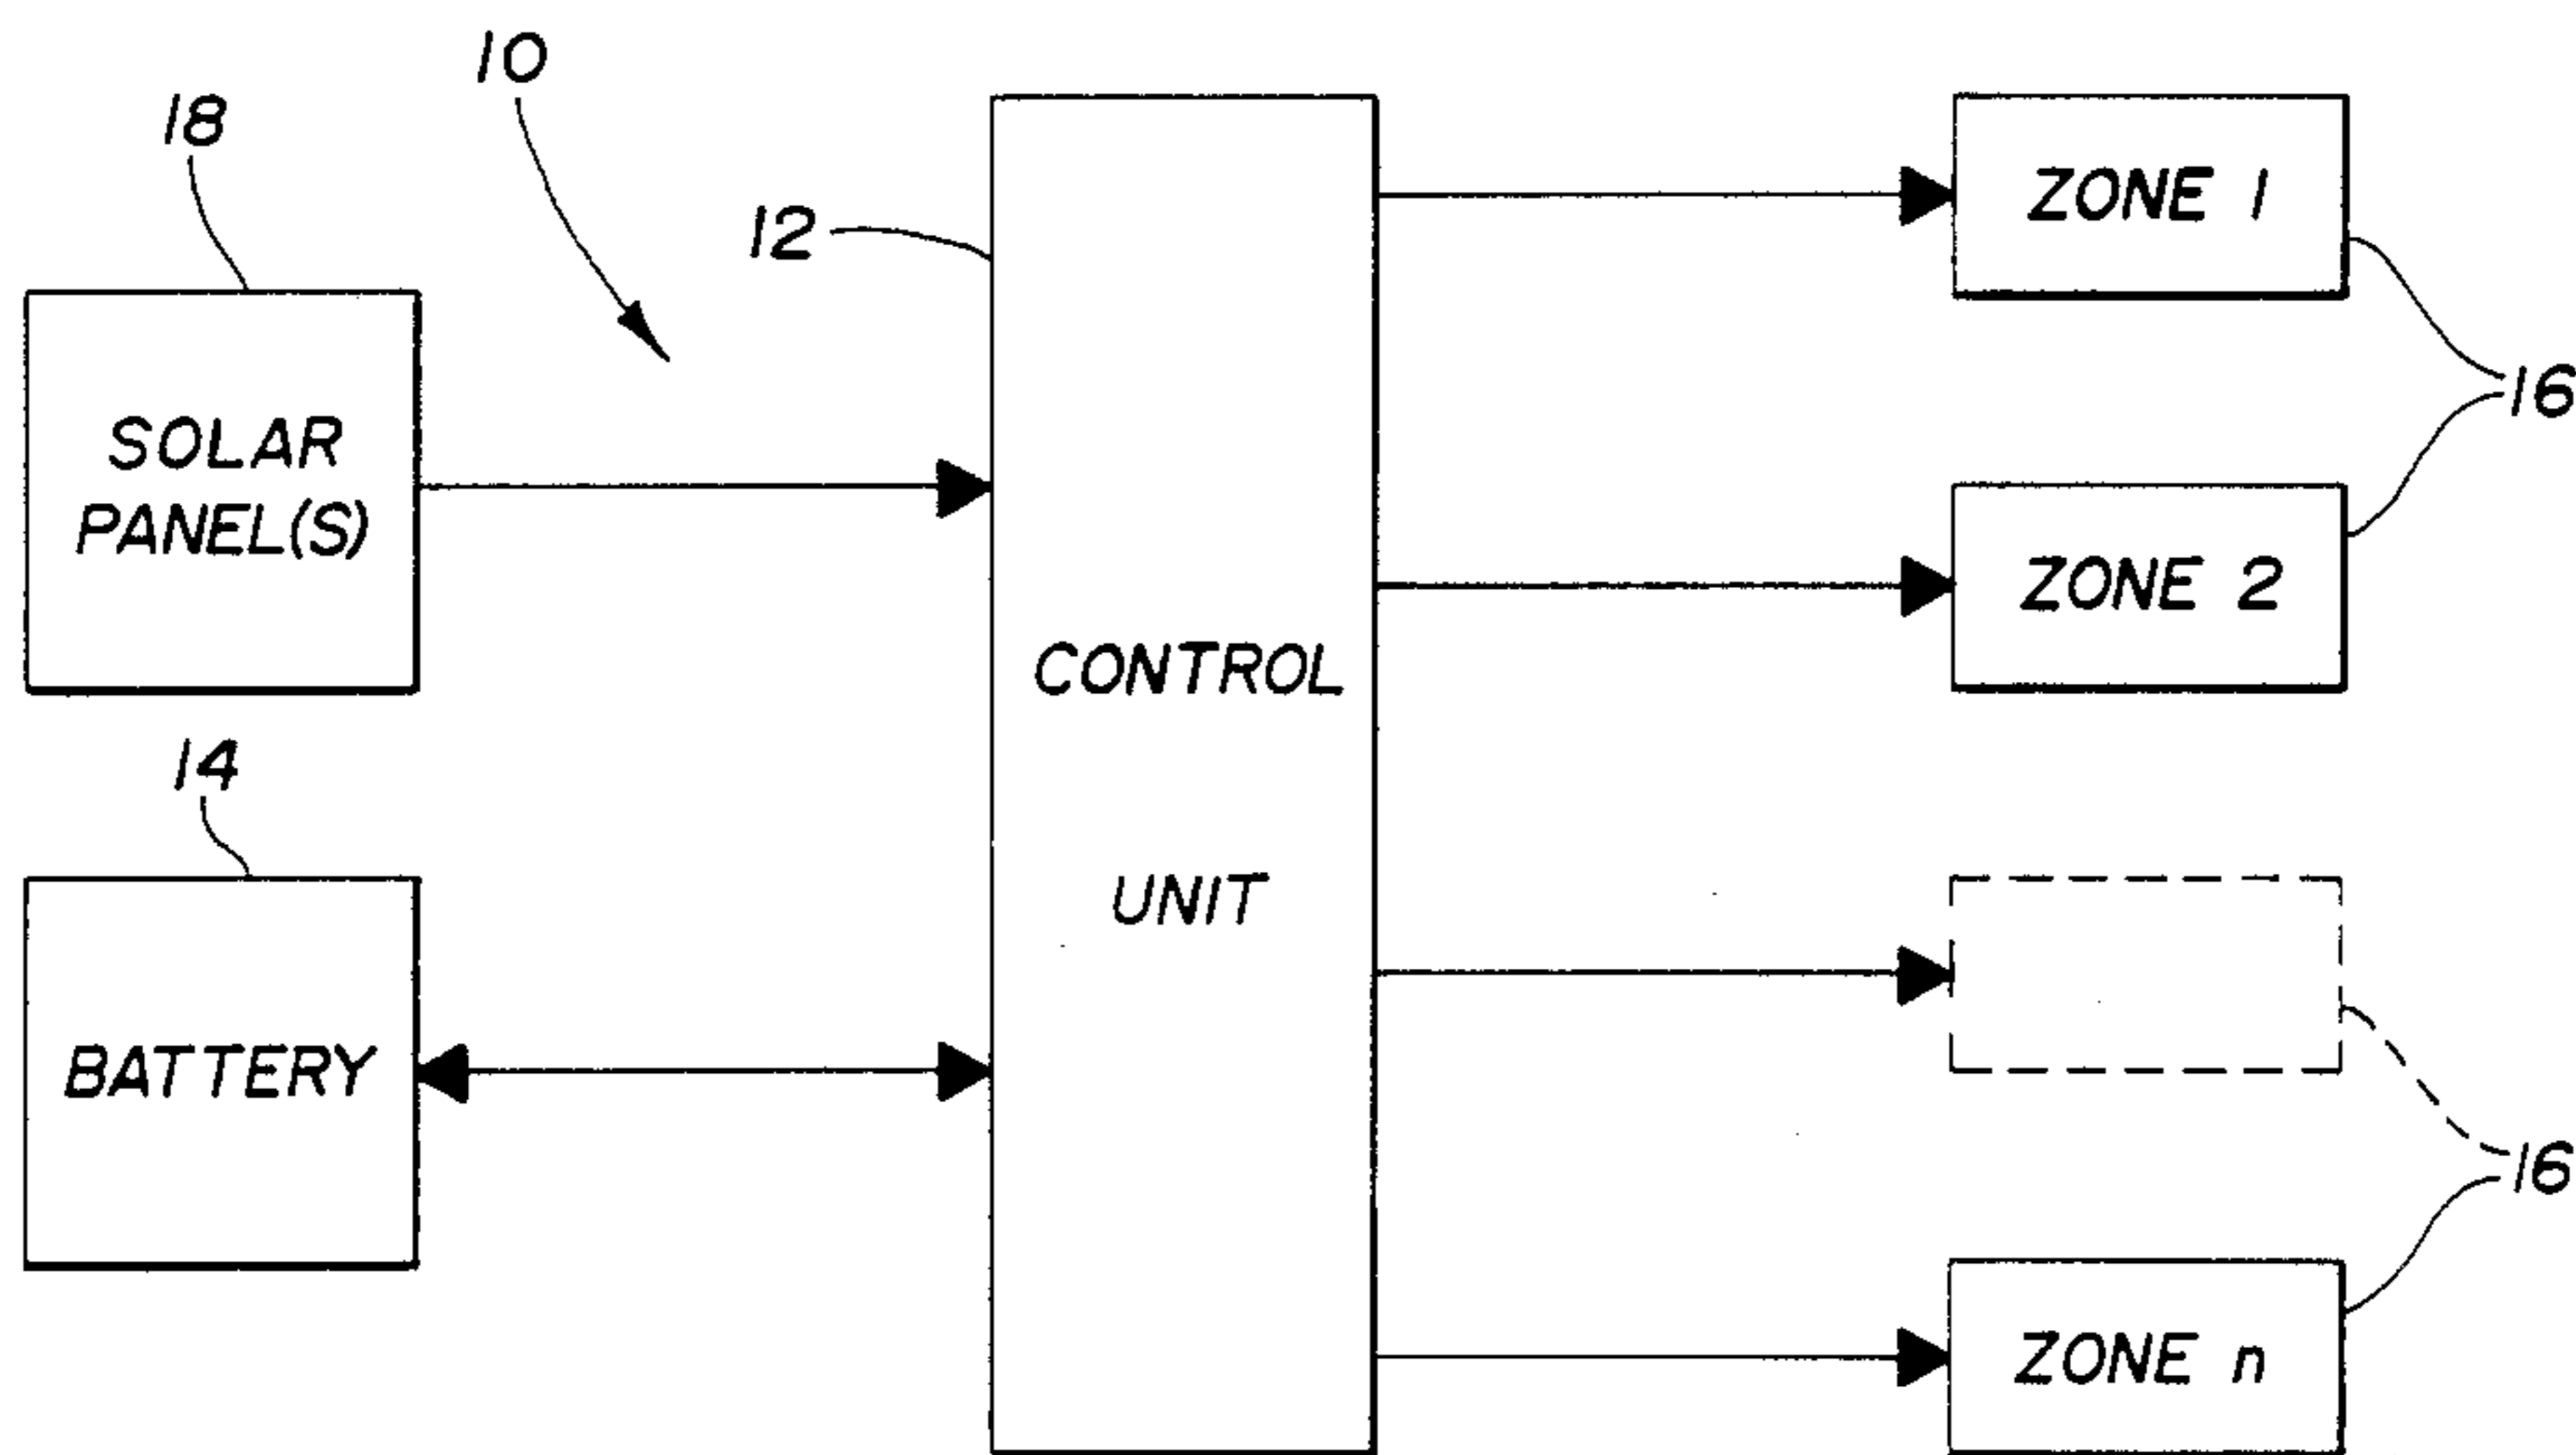 10
18
12
ZONE 1
SOLAR
PANEL(S)
16
ZONE 2
CONTROL
UNIT
14
BATTERY
16
ZONE n